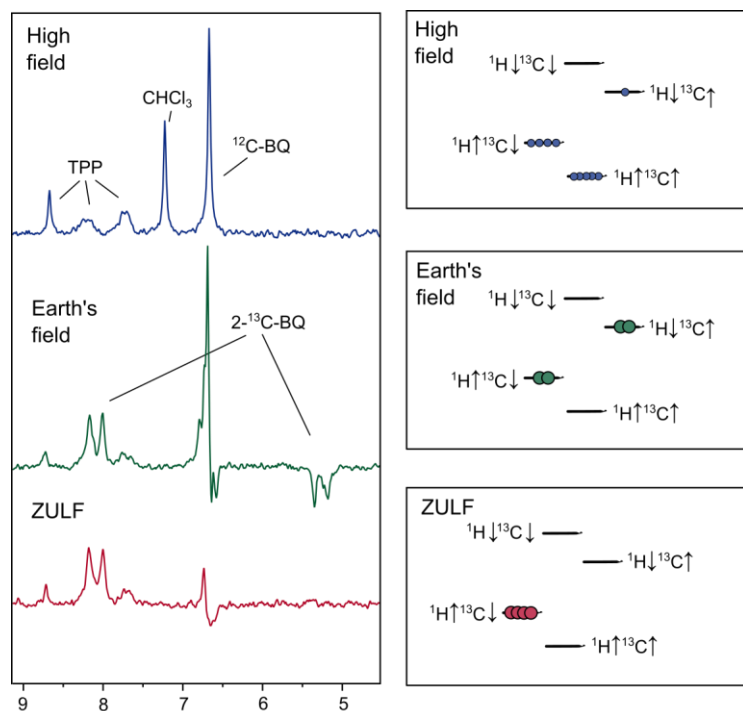 High
field
CHCl₃
¹²C-BQ
TPP
Earth's
field
2-¹³C-BQ
ZULF
9 8 7 6 5
High
field
¹H↓¹³C↓
¹H↓¹³C↑
¹H↑¹³C↓
¹H↑¹³C↑
Earth's
field
¹H↓¹³C↓
¹H↓¹³C↑
¹H↑¹³C↓
¹H↑¹³C↑
ZULF
¹H↓¹³C↓
¹H↓¹³C↑
¹H↑¹³C↓
¹H↑¹³C↑